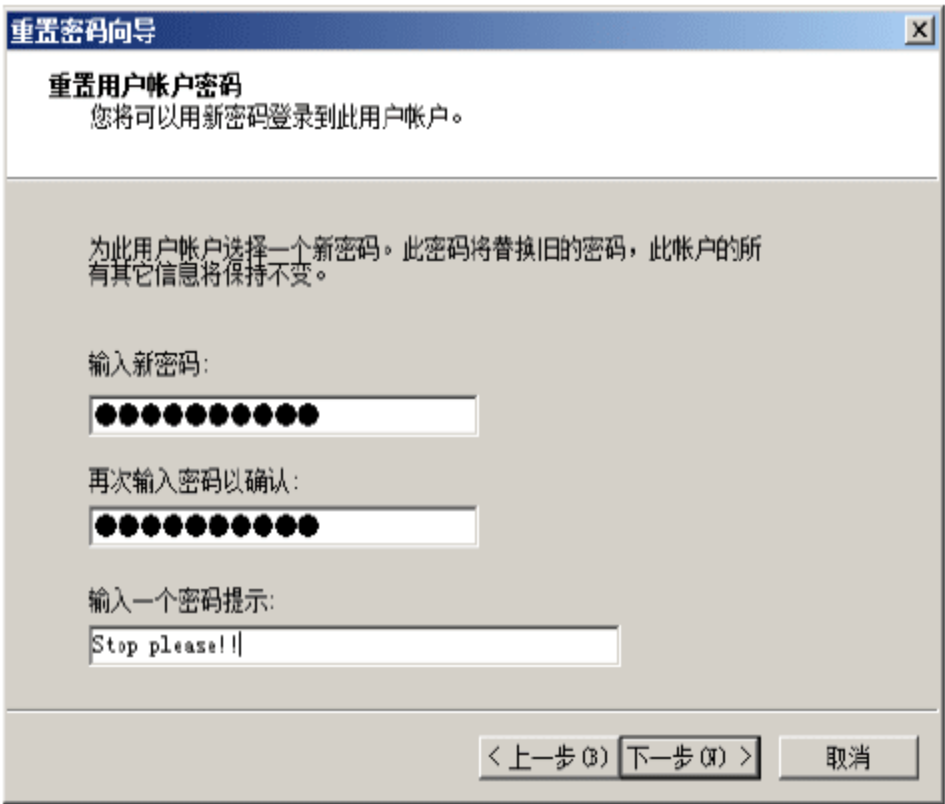 重置密码向导
重置用户帐户密码
您将可以用新密码登录到此用户帐户。
为此用户帐户选择一个新密码。此密码将替换旧的密码，此帐户的所
有其它信息将保持不变。
输入新密码:
●●●●●●●●●●
再次输入密码以确认:
●●●●●●●●●●
输入一个密码提示:
Stop please!!
< 上一步(B) 下一步(N) > 取消